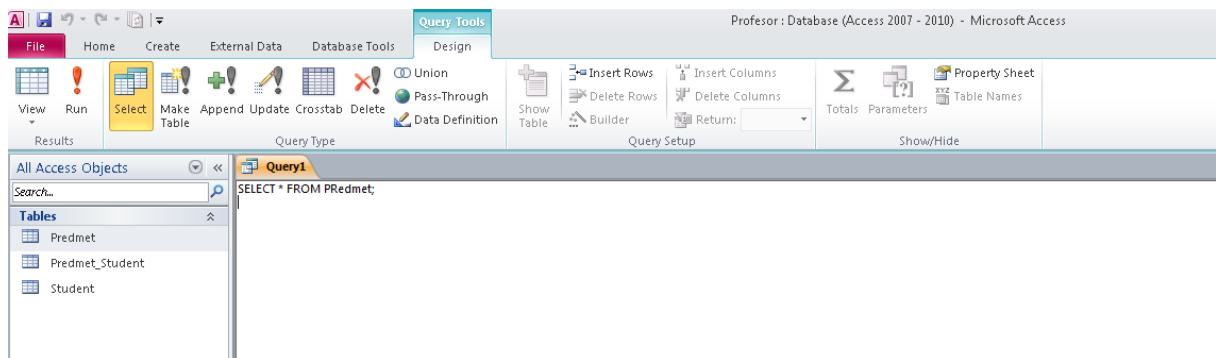 A
Query Tools
Profesor : Database (Access 2007 - 2010) - Microsoft Access
File Home Create External Data Database Tools Design
View
Run
Select
Make Table
Append
Update
Crosstab
Delete
Union
Pass-Through
Data Definition
Show Table
Insert Rows
Delete Rows
Builder
Insert Columns
Delete Columns
Return:
Totals
Parameters
Property Sheet
Table Names
Results
Query Type
Query Setup
Show/Hide
All Access Objects
Search...
Tables
Predmet
Predmet_Student
Student
Query1
SELECT * FROM PRedmet;